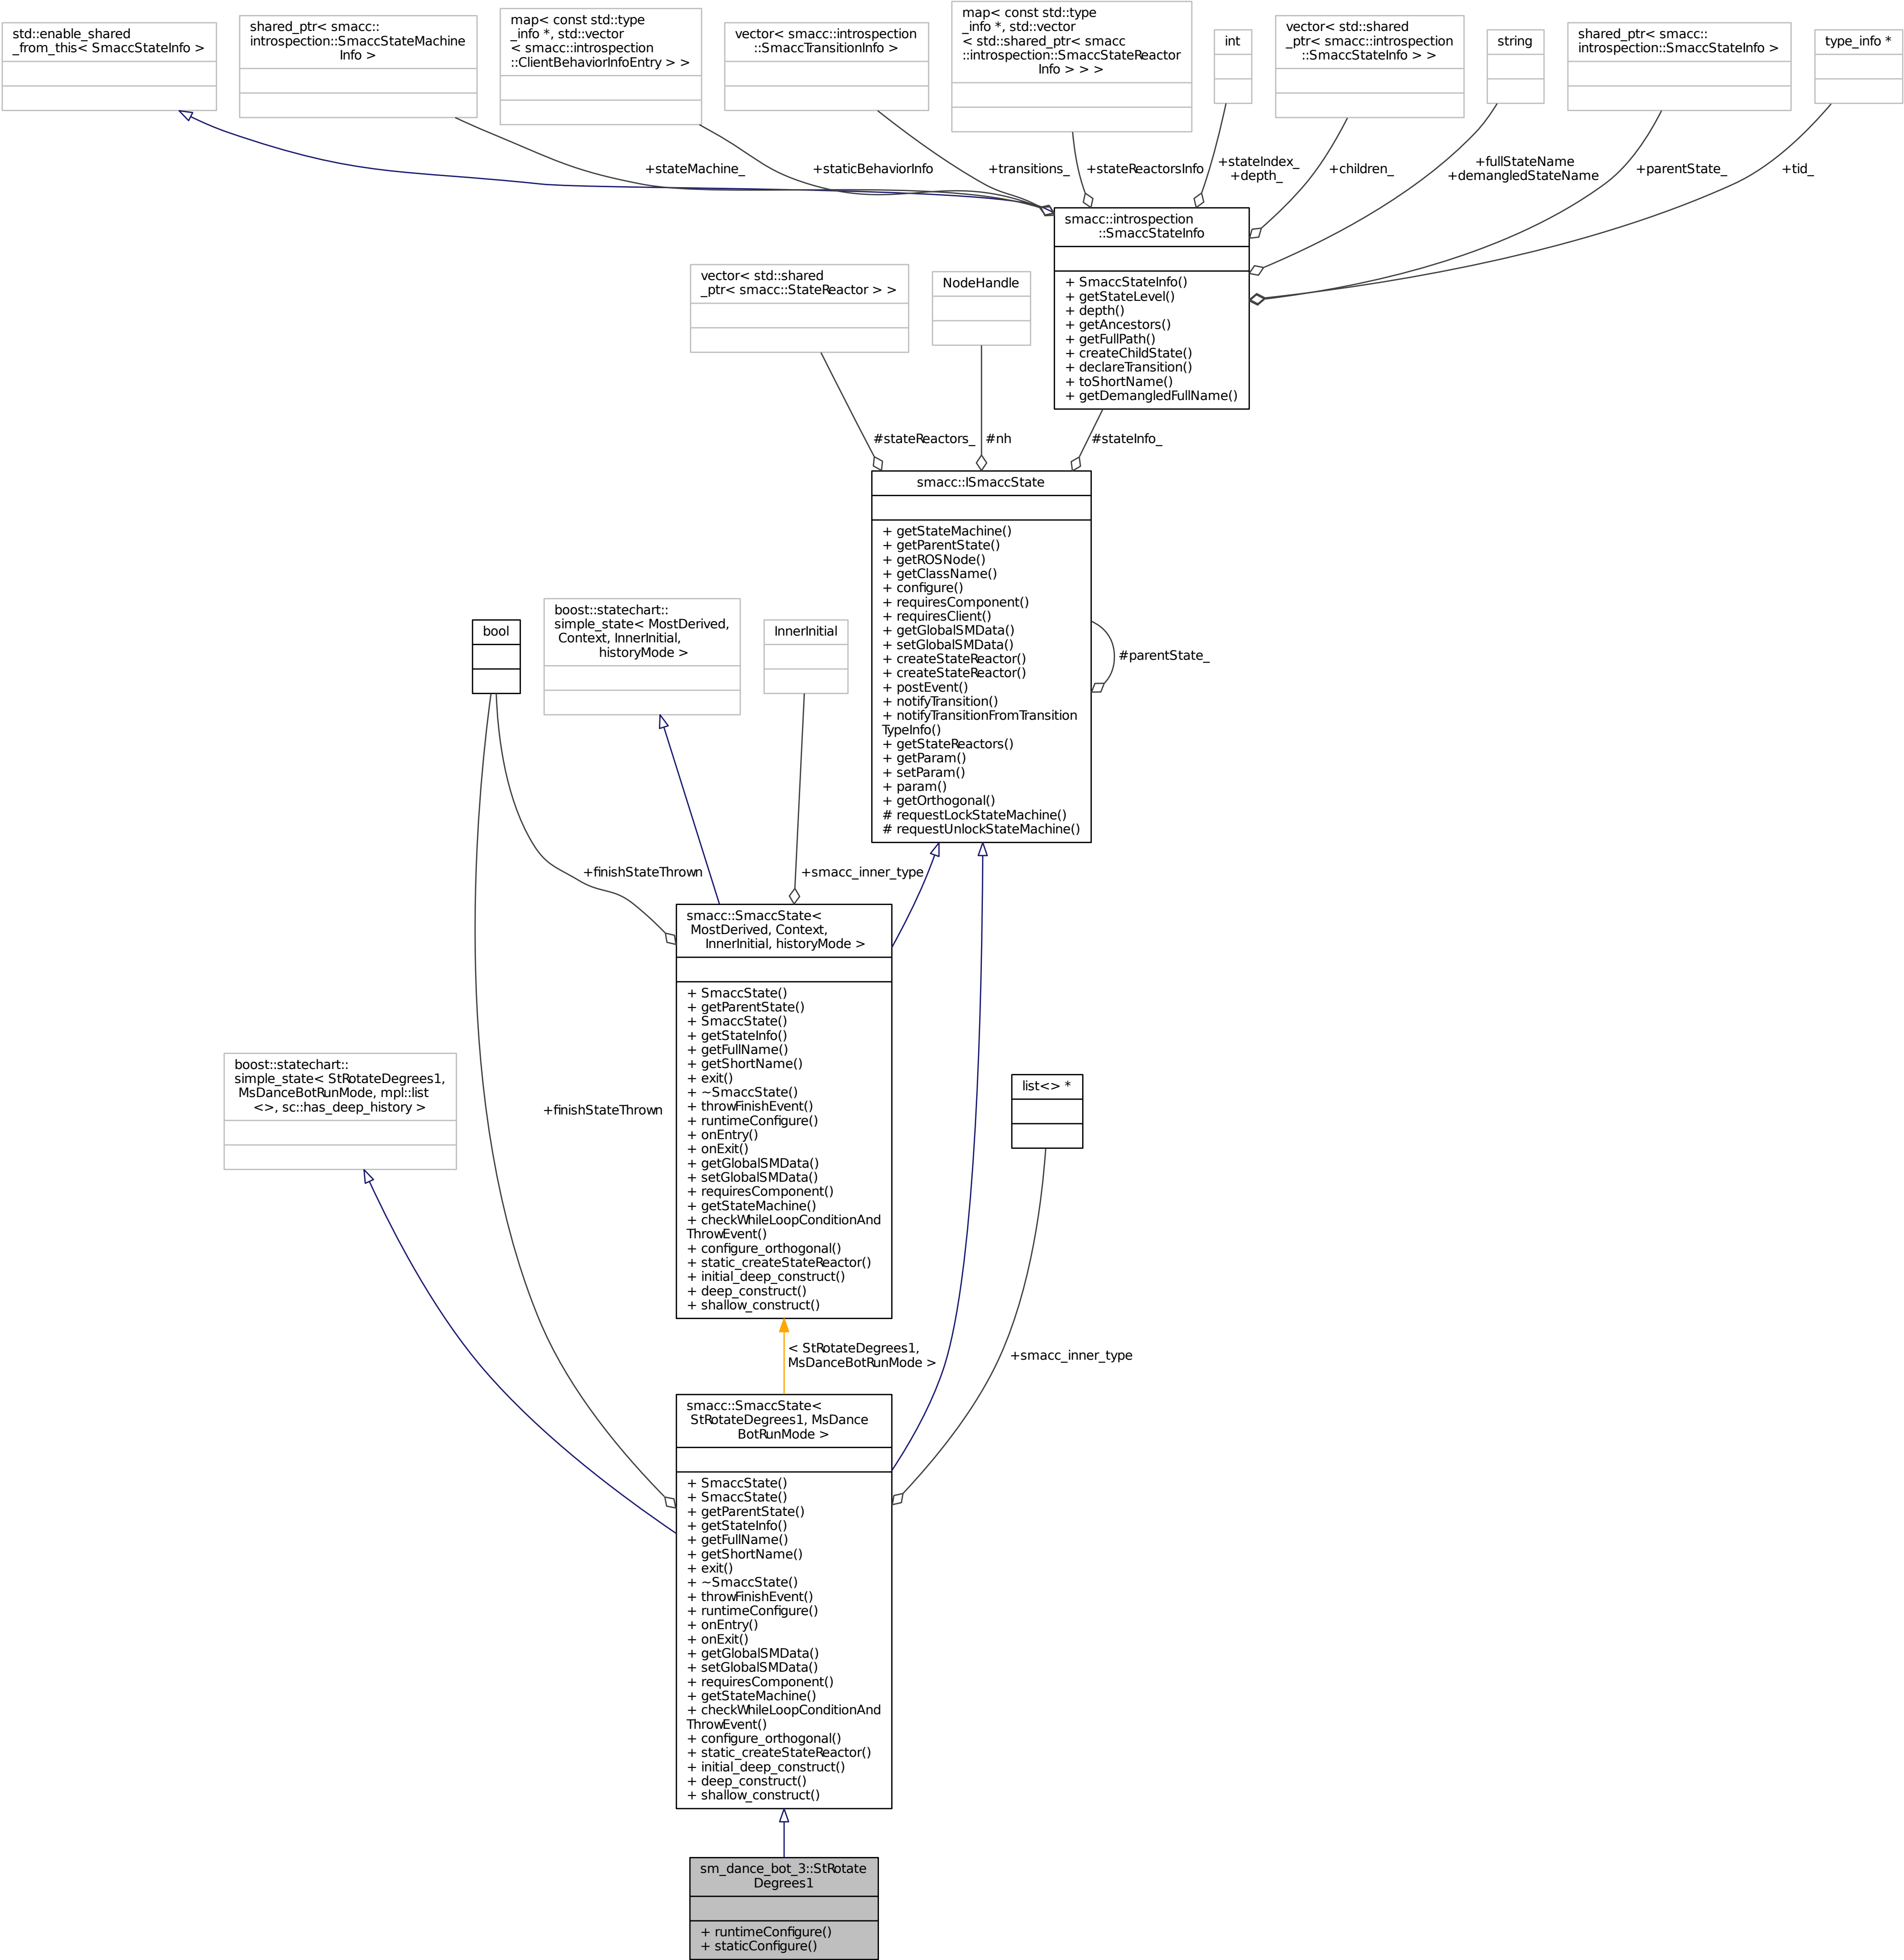 std::enable_shared
_from_this< SmaccStateInfo >
shared_ptr< smacc::
introspection::SmaccStateMachine
Info >
map< const std::type
_info *, std::vector
< smacc::introspection
::ClientBehaviorInfoEntry > >
vector< smacc::introspection
::SmaccTransitionInfo >
map< const std::type
_info *, std::vector
< std::shared_ptr< smacc
::introspection::SmaccStateReactor
Info > > >
int
vector< std::shared
_ptr< smacc::introspection
::SmaccStateInfo > >
string
shared_ptr< smacc::
introspection::SmaccStateInfo >
type_info *
+stateMachine_
+staticBehaviorInfo
+transitions_
+stateReactorsInfo
+stateIndex_
+depth_
+children_
+fullStateName
+demangledStateName
+parentState_
+tid_
smacc::introspection
::SmaccStateInfo
+ SmaccStateInfo()
+ getStateLevel()
+ depth()
+ getAncestors()
+ getFullPath()
+ createChildState()
+ declareTransition()
+ toShortName()
+ getDemangledFullName()
vector< std::shared
_ptr< smacc::StateReactor > >
NodeHandle
#stateReactors_
#nh
#stateInfo_
smacc::ISmaccState
+ getStateMachine()
+ getParentState()
+ getROSNode()
+ getClassName()
+ configure()
+ requiresComponent()
+ requiresClient()
+ getGlobalSMData()
+ setGlobalSMData()
+ createStateReactor()
+ createStateReactor()
+ postEvent()
+ notifyTransition()
+ notifyTransitionFromTransition
TypeInfo()
+ getStateReactors()
+ getParam()
+ setParam()
+ param()
+ getOrthogonal()
# requestLockStateMachine()
# requestUnlockStateMachine()
#parentState_
bool
boost::statechart::
simple_state< MostDerived,
Context, InnerInitial,
historyMode >
InnerInitial
+finishStateThrown
+smacc_inner_type
smacc::SmaccState<
MostDerived, Context,
InnerInitial, historyMode >
+ SmaccState()
+ getParentState()
+ SmaccState()
+ getStateInfo()
+ getFullName()
+ getShortName()
+ exit()
+ ~SmaccState()
+ throwFinishEvent()
+ runtimeConfigure()
+ onEntry()
+ onExit()
+ getGlobalSMData()
+ setGlobalSMData()
+ requiresComponent()
+ getStateMachine()
+ checkWhileLoopConditionAnd
ThrowEvent()
+ configure_orthogonal()
+ static_createStateReactor()
+ initial_deep_construct()
+ deep_construct()
+ shallow_construct()
boost::statechart::
simple_state< StRotateDegrees1,
MsDanceBotRunMode, mpl::list
<>, sc::has_deep_history >
+finishStateThrown
list<> *
< StRotateDegrees1,
MsDanceBotRunMode >
+smacc_inner_type
smacc::SmaccState<
StRotateDegrees1, MsDance
BotRunMode >
+ SmaccState()
+ SmaccState()
+ getParentState()
+ getStateInfo()
+ getFullName()
+ getShortName()
+ exit()
+ ~SmaccState()
+ throwFinishEvent()
+ runtimeConfigure()
+ onEntry()
+ onExit()
+ getGlobalSMData()
+ setGlobalSMData()
+ requiresComponent()
+ getStateMachine()
+ checkWhileLoopConditionAnd
ThrowEvent()
+ configure_orthogonal()
+ static_createStateReactor()
+ initial_deep_construct()
+ deep_construct()
+ shallow_construct()
sm_dance_bot_3::StRotate
Degrees1
+ runtimeConfigure()
+ staticConfigure()